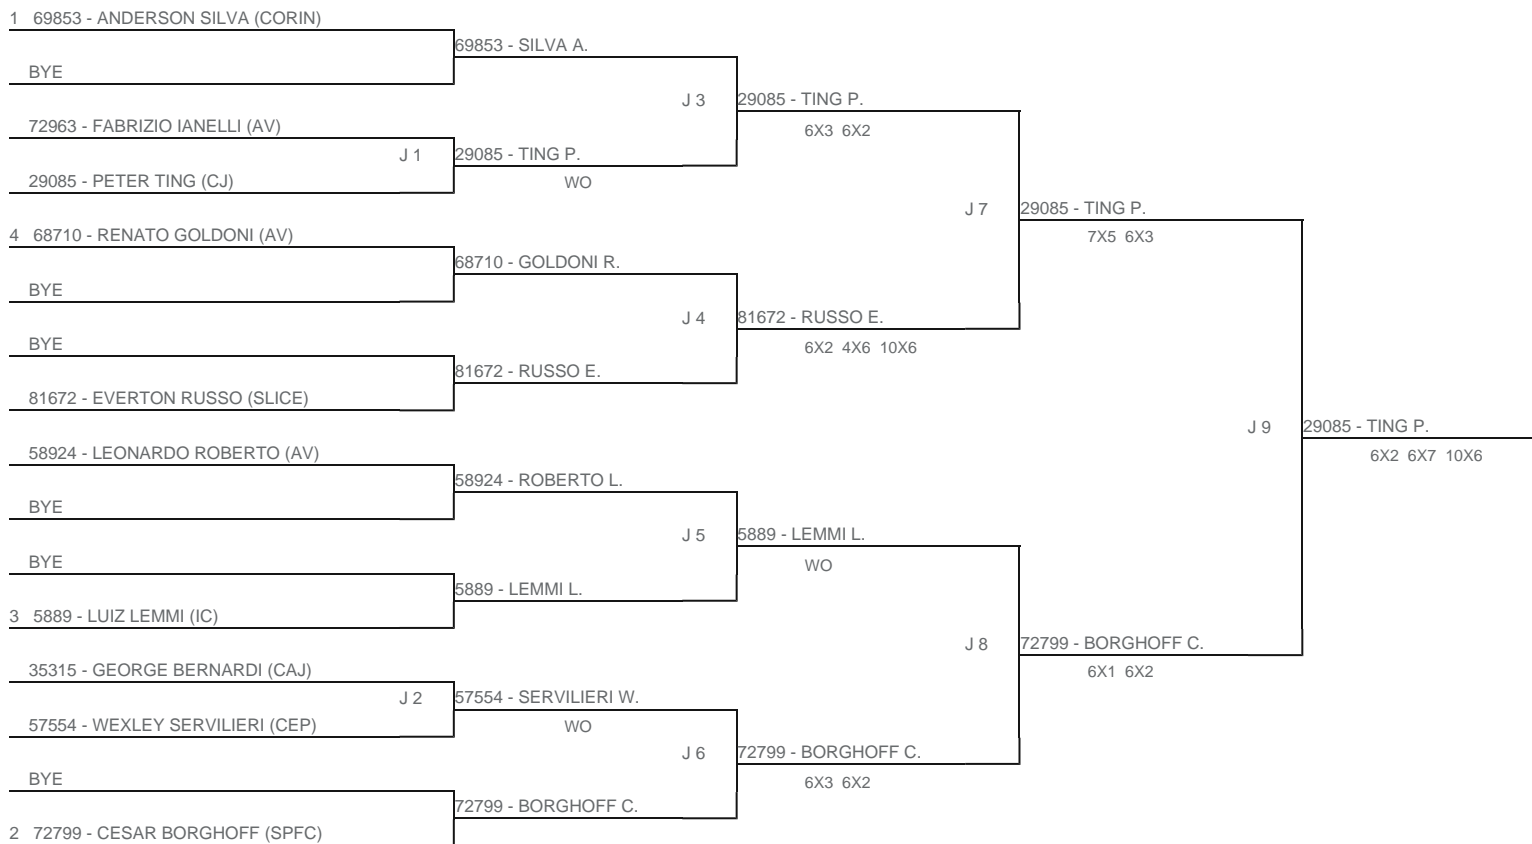 1 69853 - ANDERSON SILVA (CORIN)
69853 - SILVA A.
BYE
J 3
29085 - TING P.
72963 - FABRIZIO IANELLI (AV)
6X3 6X2
J 1
29085 - TING P.
29085 - PETER TING (CJ)
WO
J 7
29085 - TING P.
4 68710 - RENATO GOLDONI (AV)
7X5 6X3
68710 - GOLDONI R.
BYE
J 4
81672 - RUSSO E.
BYE
6X2 4X6 10X6
81672 - RUSSO E.
81672 - EVERTON RUSSO (SLICE)
J 9
29085 - TING P.
58924 - LEONARDO ROBERTO (AV)
6X2 6X7 10X6
58924 - ROBERTO L.
BYE
J 5
5889 - LEMMI L.
BYE
WO
5889 - LEMMI L.
3 5889 - LUIZ LEMMI (IC)
J 8
72799 - BORGHOFF C.
35315 - GEORGE BERNARDI (CAJ)
6X1 6X2
J 2
57554 - SERVILIERI W.
57554 - WEXLEY SERVILIERI (CEP)
WO
J 6
72799 - BORGHOFF C.
BYE
6X3 6X2
72799 - BORGHOFF C.
2 72799 - CESAR BORGHOFF (SPFC)